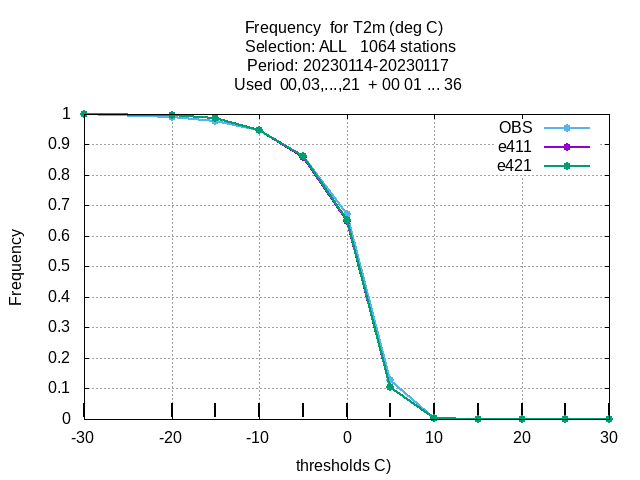 Frequency  for T2m (deg C)
Selection: ALL   1064 stations
Period: 20230114-20230117
Used  00,03,...,21  + 00 01 ... 36
OBS
e411
e421
1
0.9
0.8
0.7
0.6
0.5
0.4
0.3
0.2
0.1
0
Frequency
-30 -20 -10 0 10 20 30
thresholds C)